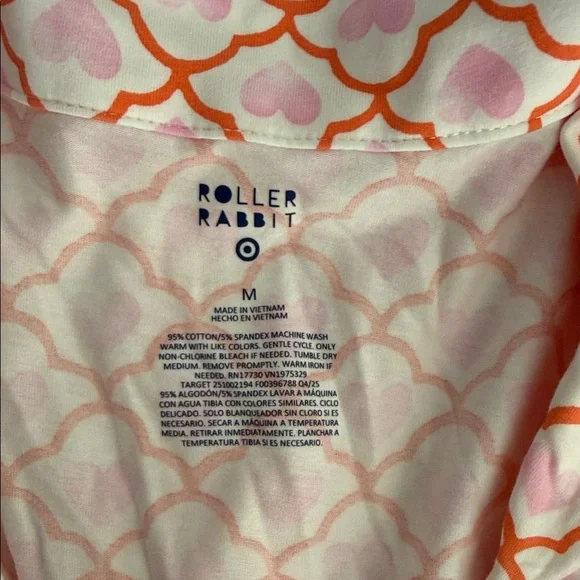 ROLLER
RABBIT
M
MADE IN VIETNAM
HECHO EN VIETNAM
95% COTTON/5% SPANDEX MACHINE WASH
WARM WITH LIKE COLORS. GENTLE CYCLE. ONLY
NON-CHLORINE BLEACH IF NEEDED. TUMBLE DRY
MEDIUM. REMOVE PROMPTLY. WARM IRON IF
NEEDED. RN17730 VN1975329.
TARGET 251002194 F00396788 Q4/25
95% ALGODÓN/5% SPANDEX LAVAR A MÁQUINA
CON AGUA TIBIA CON COLORES SIMILARES. CICLO
DELICADO. SOLO BLANQUEADOR SIN CLORO SI ES
NECESARIO. SECAR A MÁQUINA A TEMPERATURA
MEDIA. RETIRAR INMEDIATAMENTE. PLANCHAR A
TEMPERATURA TIBIA SI ES NECESARIO.